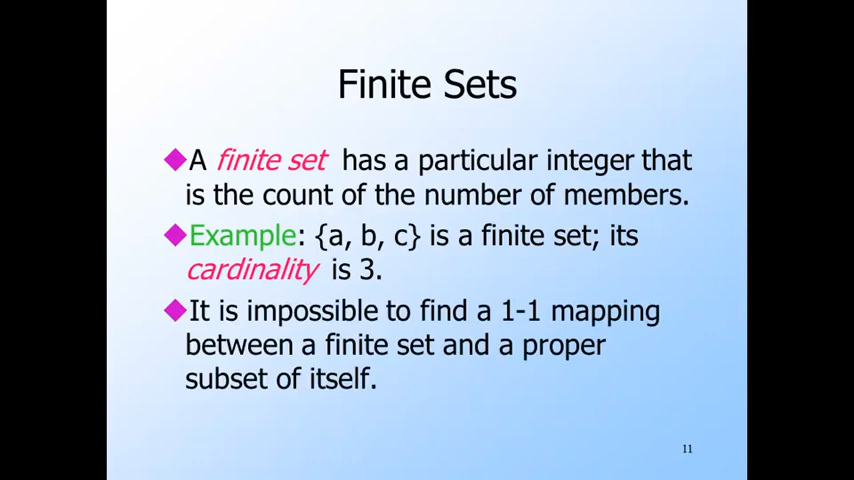 Finite Sets
A finite set has a particular integer that
is the count of the number of members.
Example: {a, b, c} is a finite set; its
cardinality is 3.
It is impossible to find a 1-1 mapping
between a finite set and a proper
subset of itself.
11